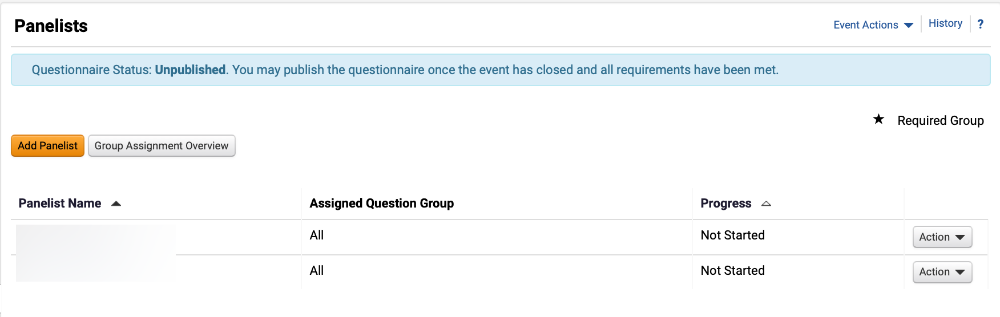 Panelists
Event Actions
History
?
Questionnaire Status: Unpublished. You may publish the questionnaire once the event has closed and all requirements have been met.
★ Required Group
Add Panelist
Group Assignment Overview
Panelist Name
Assigned Question Group
Progress
All
Not Started
Action
All
Not Started
Action